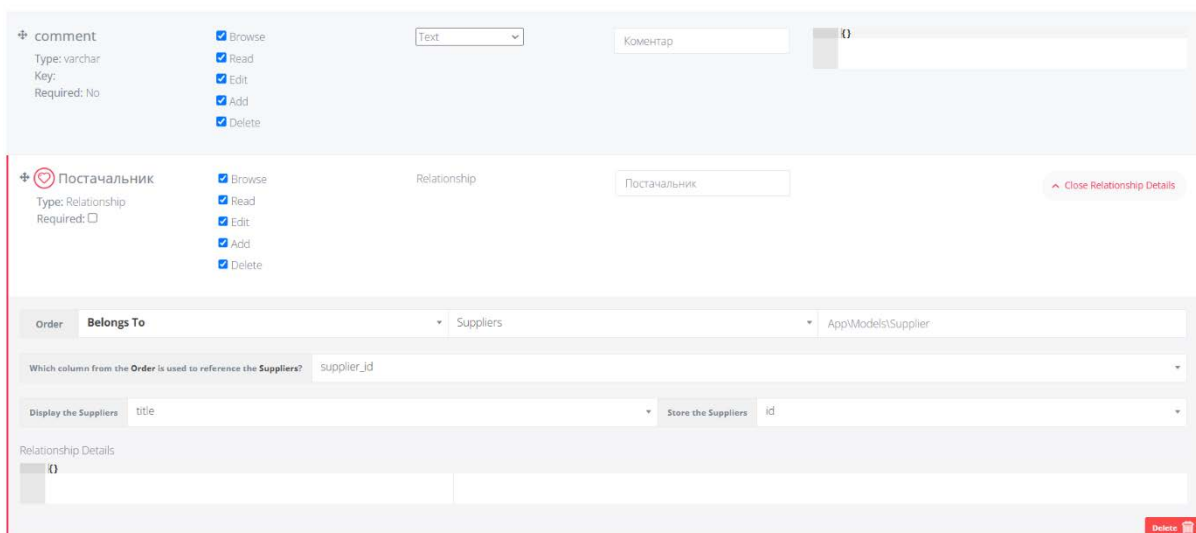 comment
Type: varchar
Key:
Required: No
Browse
Read
Edit
Add
Delete
Text
Коментар
{}
Постачальник
Type: Relationship
Required:
Browse
Read
Edit
Add
Delete
Relationship
Постачальник
Close Relationship Details
Order Belongs To Suppliers App\Models\Supplier
Which column from the Order is used to reference the Suppliers? supplier_id
Display the Suppliers title Store the Suppliers id
Relationship Details
{}
Delete